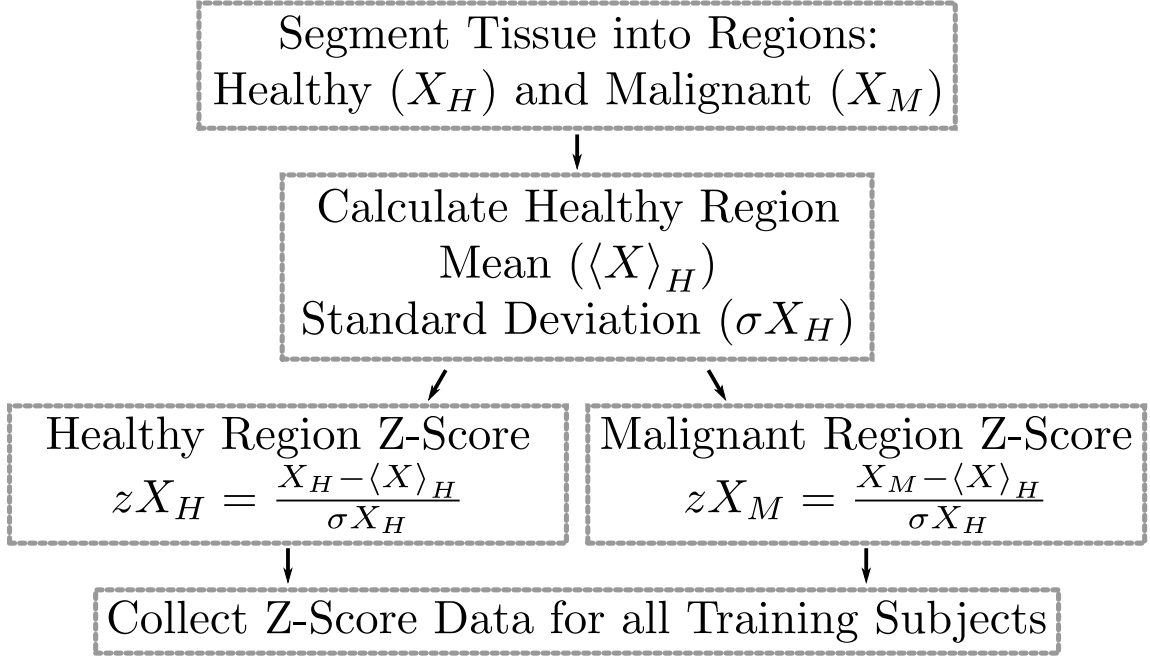 Segment Tissue into Regions:
Healthy (X_H) and Malignant (X_M)
Calculate Healthy Region
Mean (⟨X⟩_H)
Standard Deviation (σX_H)
Healthy Region Z-Score
zX_H = (X_H−⟨X⟩_H)/(σX_H)
Malignant Region Z-Score
zX_M = (X_M−⟨X⟩_H)/(σX_H)
Collect Z-Score Data for all Training Subjects